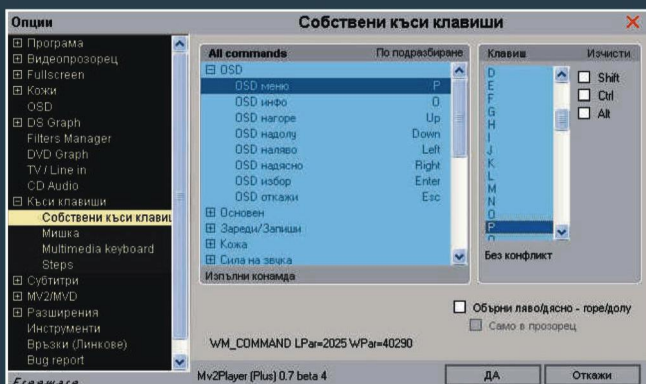 Опции
Собствени къси клавиши
Програма
Видеопрозорец
Fullscreen
Кожи
OSD
DS Graph
Filters Manager
DVD Graph
TV / Line in
CD Audio
Къси клавиши
Собствени къси клавиш
Мишка
Multimedia keyboard
Steps
Субтитри
MV2/MVD
Разширения
Инструменти
Връзки (Линкове)
Bug report
Freeware
All commands По подразбиране
OSD
OSD меню P
OSD инфо O
OSD нагоре Up
OSD надолу Down
OSD наляво Left
OSD надясно Right
OSD избор Enter
OSD откажи Esc
Основен
Зареди/Запиши
Кожа
Сила на звука
Изпълни конамда
Клавиш Изчисти
D
E
F
G
H
I
J
K
L
M
N
O
P
Q
Shift
Ctrl
Alt
Без конфликт
Обърни ляво/дясно - горе/долу
Само в прозорец
WM_COMMAND LPar=2025 WPar=40290
Mv2Player (Plus) 0.7 beta 4
ДА
Откажи